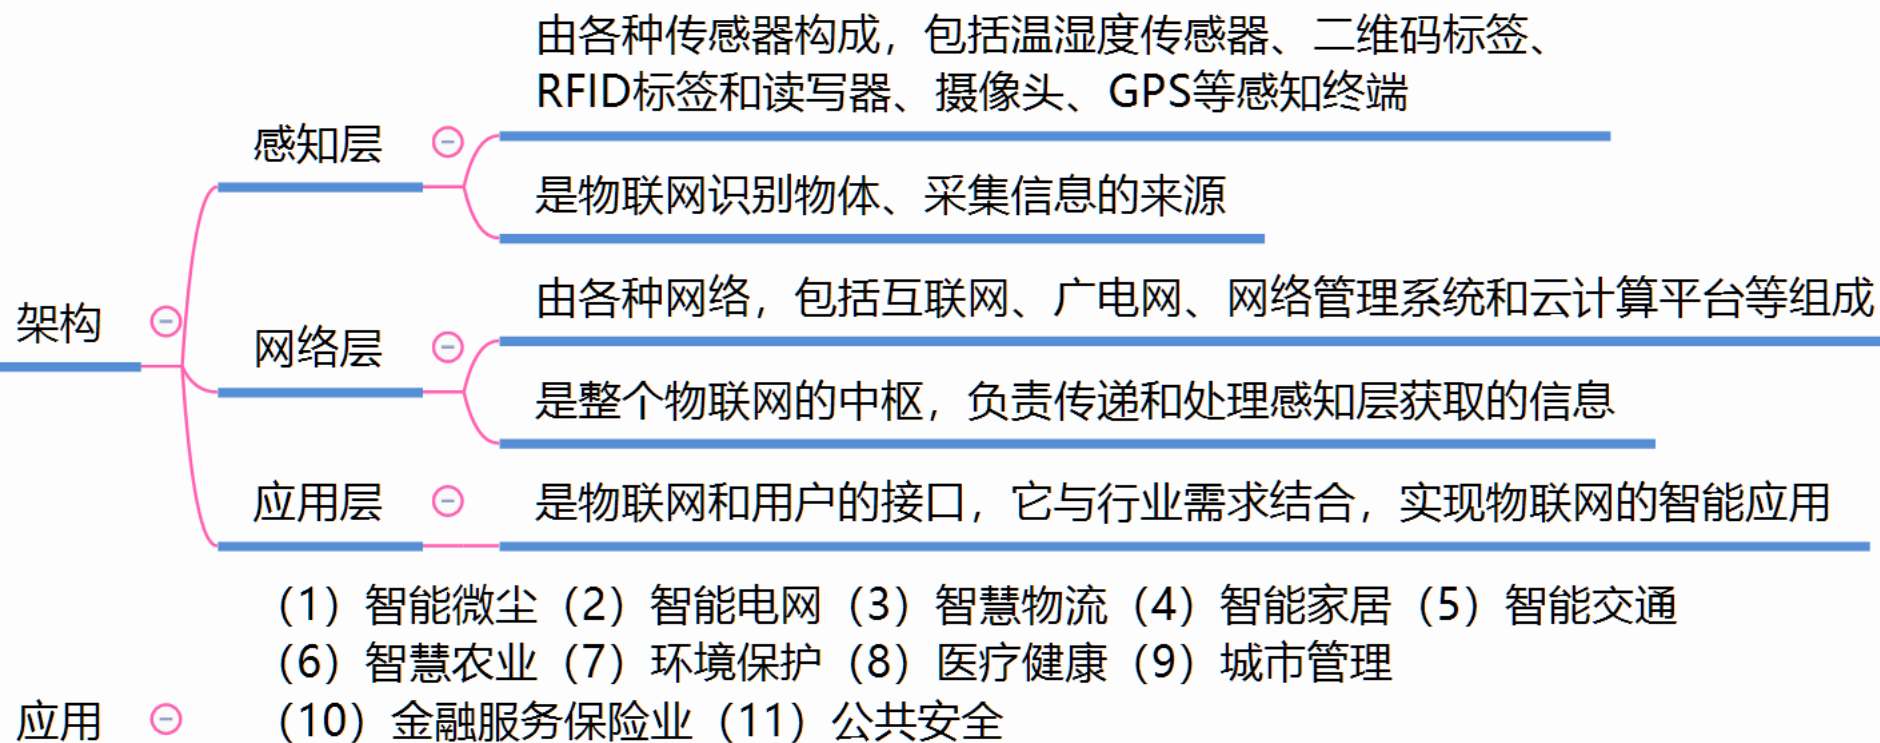 由各种传感器构成，包括温湿度传感器、二维码标签、
RFID标签和读写器、摄像头、GPS等感知终端
感知层
是物联网识别物体、采集信息的来源
由各种网络，包括互联网、广电网、网络管理系统和云计算平台等组成
架构
网络层
是整个物联网的中枢，负责传递和处理感知层获取的信息
应用层
是物联网和用户的接口，它与行业需求结合，实现物联网的智能应用
（1）智能微尘（2）智能电网（3）智慧物流（4）智能家居（5）智能交通
（6）智慧农业（7）环境保护（8）医疗健康（9）城市管理
应用
（10）金融服务保险业（11）公共安全